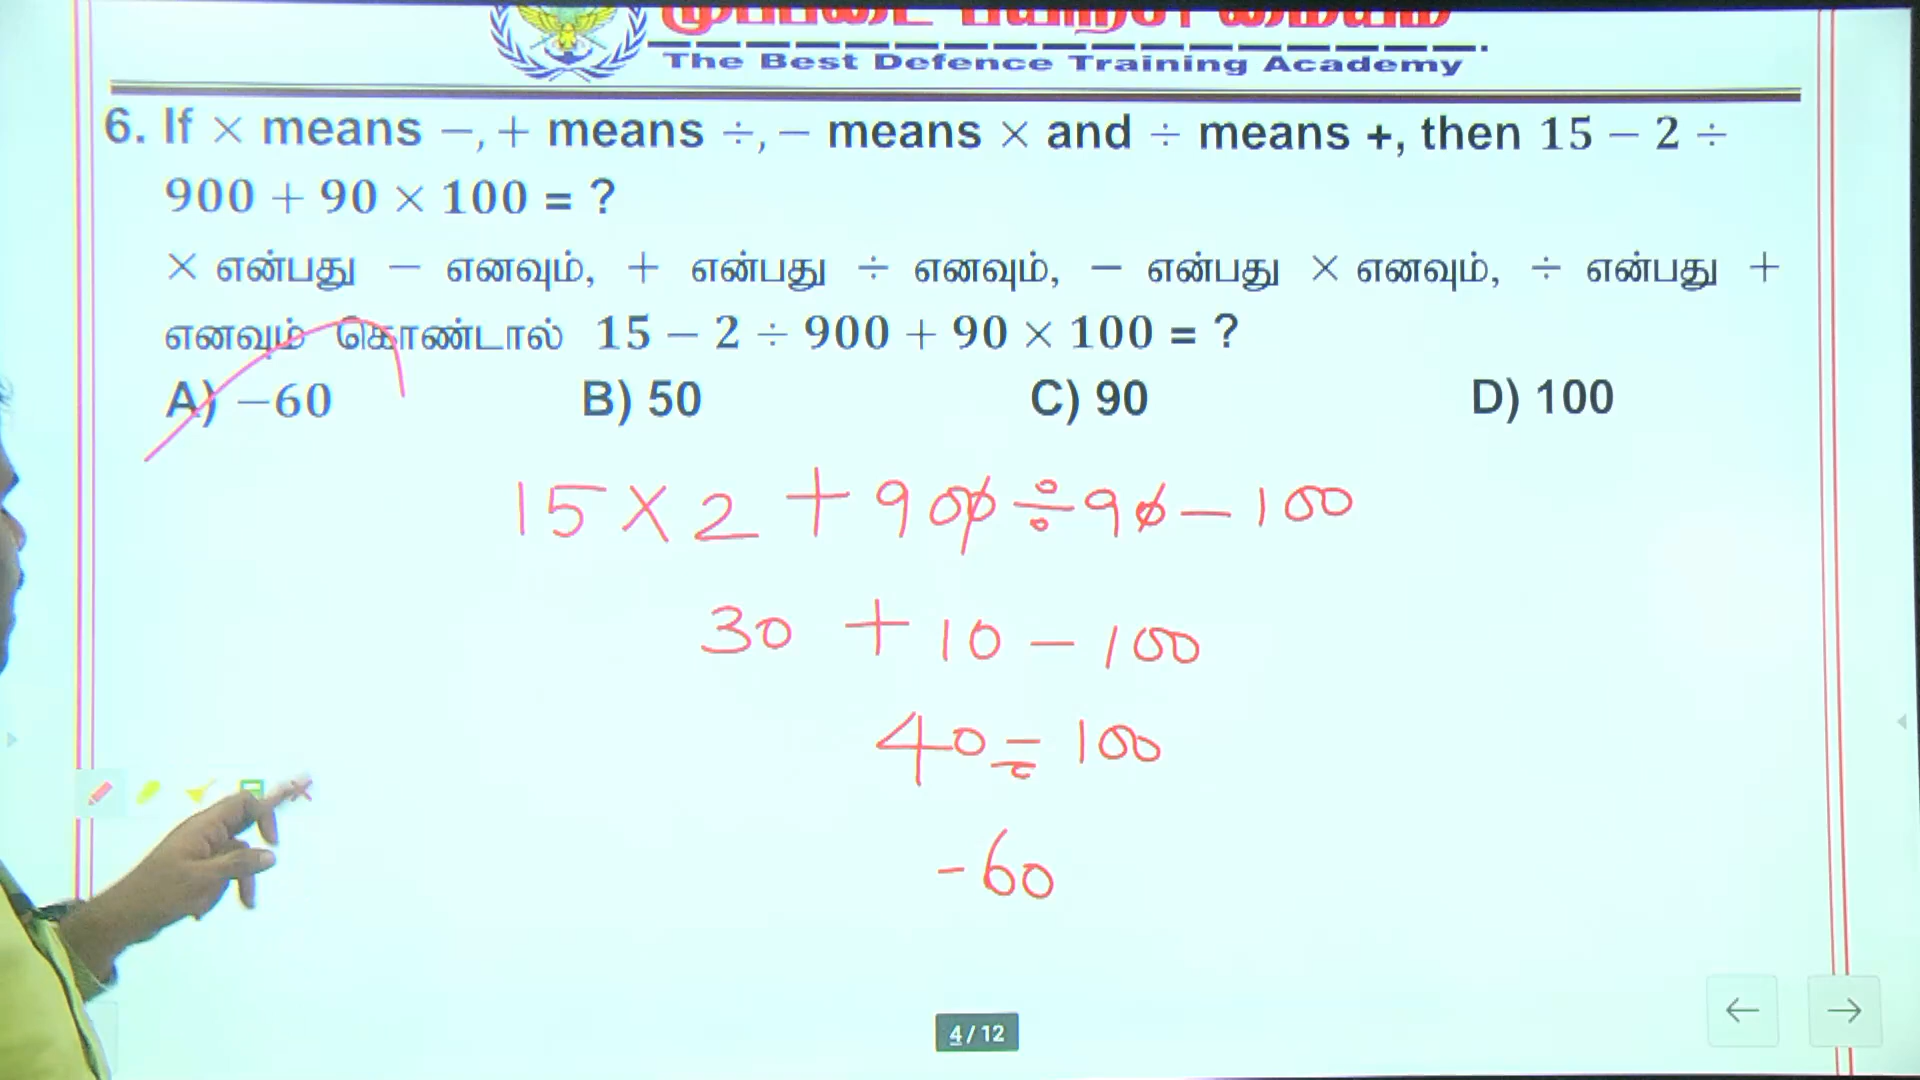 The Best Defence Training Academy
6. If × means −, + means ÷, − means × and ÷ means +, then 15 − 2 ÷
900 + 90 × 100 = ?
× என்பது − எனவும், + என்பது ÷ எனவும், − என்பது × எனவும், ÷ என்பது +
எனவும் கொண்டால் 15 − 2 ÷ 900 + 90 × 100 = ?
A) −60 B) 50 C) 90 D) 100
15 × 2 + 900 ÷ 90 − 100
30 + 10 − 100
40 − 100
-60
4 / 12